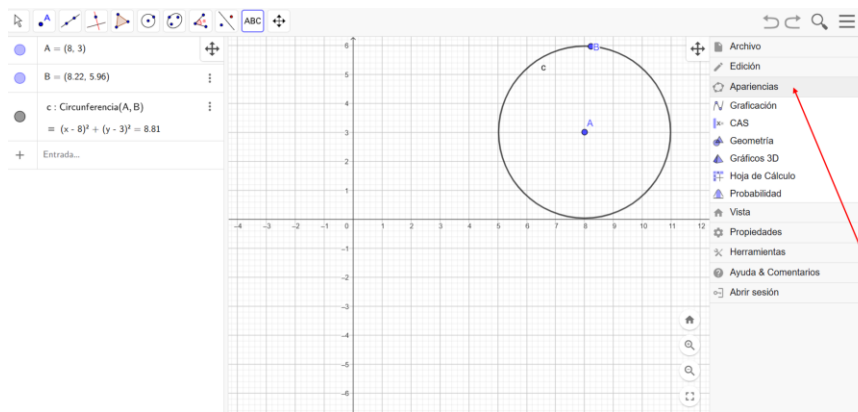 ABC
A = (8, 3)
B = (8.22, 5.96)
c : Circunferencia(A, B)
= (x - 8)² + (y - 3)² = 8.81
+ Entrada...
6
5
4
3
2
1
0
-1
-2
-3
-4
-5
-6
-4 -3 -2 -1 1 2 3 4 5 6 7 8 9 10 11 12
c
B
A
Archivo
Edición
Apariencias
Graficación
CAS
Geometría
Gráficos 3D
Hoja de Cálculo
Probabilidad
Vista
Propiedades
Herramientas
Ayuda & Comentarios
Abrir sesión